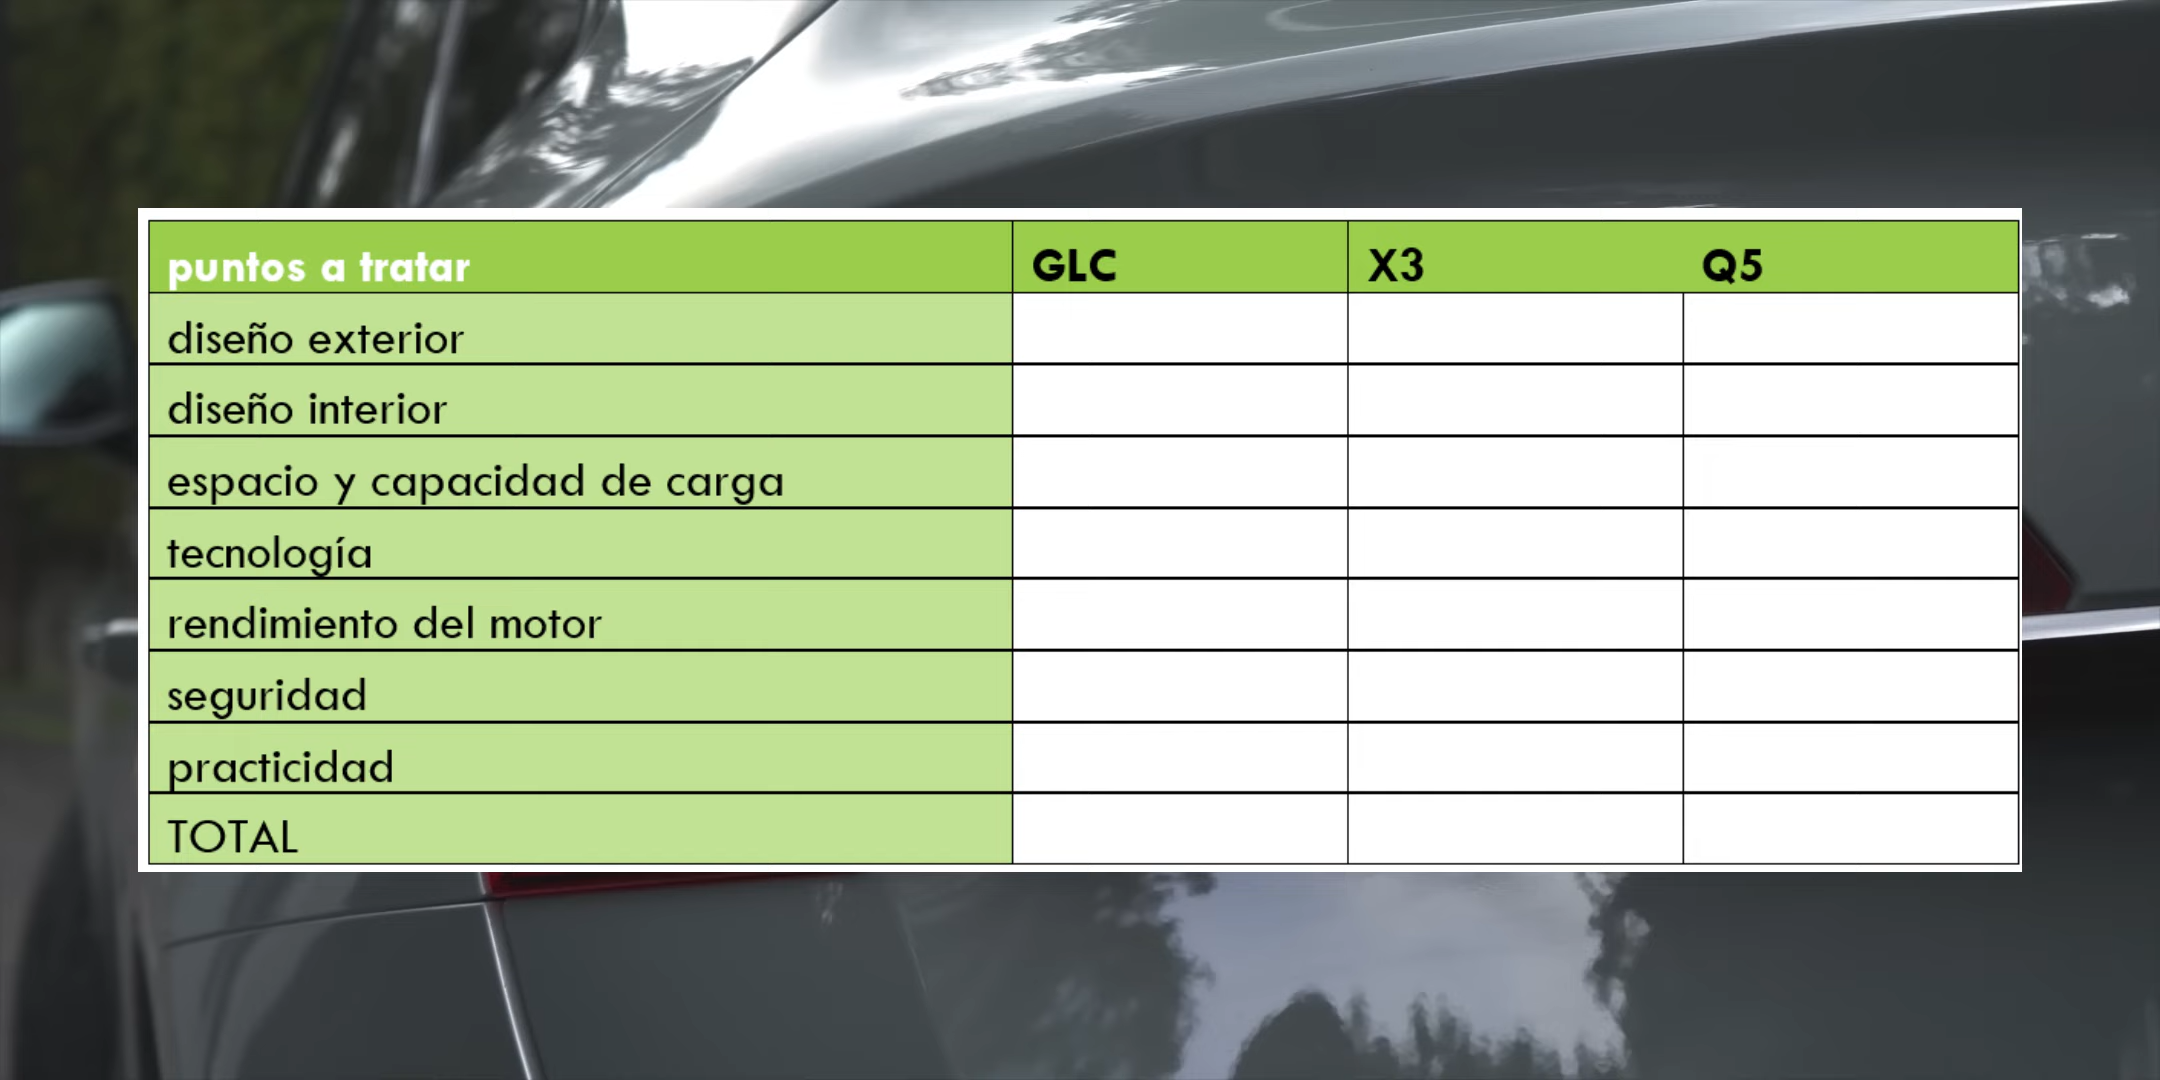 puntos a tratar GLC X3 Q5
diseño exterior
diseño interior
espacio y capacidad de carga
tecnología
rendimiento del motor
seguridad
practicidad
TOTAL